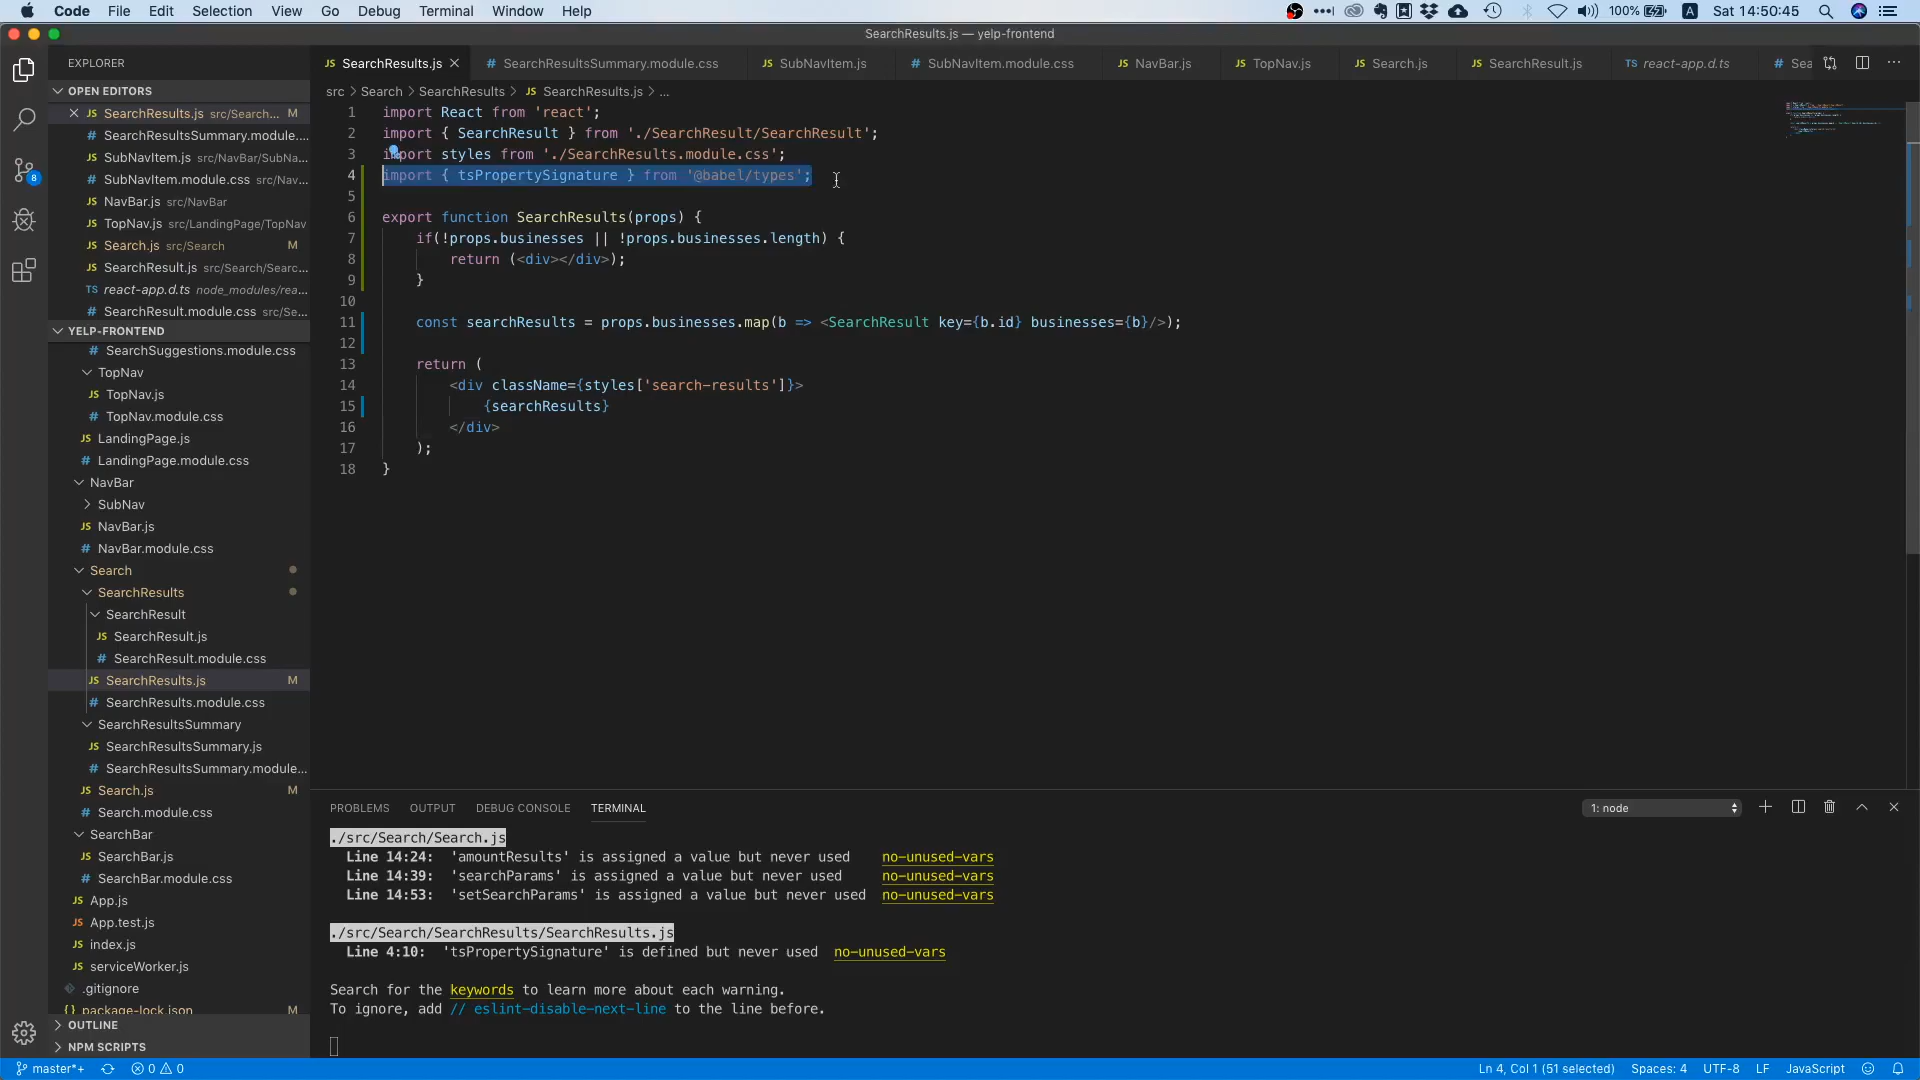 Code File Edit Selection View Go Debug Terminal Window Help 100% A Sat 14:50:45
SearchResults.js — yelp-frontend
EXPLORER
OPEN EDITORS
JS SearchResults.js src/Search... M
# SearchResultsSummary.module....
JS SubNavItem.js src/NavBar/SubNa...
# SubNavItem.module.css src/NavB...
JS NavBar.js src/NavBar
JS TopNav.js src/LandingPage/TopNav
JS Search.js src/Search M
JS SearchResult.js src/Search/Searc...
TS react-app.d.ts node_modules/rea...
# SearchResult.module.css src/Se...
YELP-FRONTEND
# SearchSuggestions.module.css
TopNav
JS TopNav.js
# TopNav.module.css
JS LandingPage.js
# LandingPage.module.css
NavBar
SubNav
JS NavBar.js
# NavBar.module.css
Search
SearchResults
SearchResult
JS SearchResult.js
# SearchResult.module.css
JS SearchResults.js M
# SearchResults.module.css
SearchResultsSummary
JS SearchResultsSummary.js
# SearchResultsSummary.module...
JS Search.js M
# Search.module.css
SearchBar
JS SearchBar.js
# SearchBar.module.css
JS App.js
JS App.test.js
JS index.js
JS serviceWorker.js
.gitignore
{} package-lock.json M
OUTLINE
NPM SCRIPTS
8
JS SearchResults.js # SearchResultsSummary.module.css JS SubNavItem.js # SubNavItem.module.css JS NavBar.js JS TopNav.js JS Search.js JS SearchResult.js TS react-app.d.ts # Sea
src > Search > SearchResults > JS SearchResults.js > ...
1 import React from 'react';
2 import { SearchResult } from './SearchResult/SearchResult';
3 import styles from './SearchResults.module.css';
4 import { tsPropertySignature } from '@babel/types';
5
6 export function SearchResults(props) {
7 if(!props.businesses || !props.businesses.length) {
8 return (<div></div>);
9 }
10
11 const searchResults = props.businesses.map(b => <SearchResult key={b.id} businesses={b}/>);
12
13 return (
14 <div className={styles['search-results']}>
15 {searchResults}
16 </div>
17 );
18 }
PROBLEMS OUTPUT DEBUG CONSOLE TERMINAL 1: node
./src/Search/Search.js
Line 14:24: 'amountResults' is assigned a value but never used no-unused-vars
Line 14:39: 'searchParams' is assigned a value but never used no-unused-vars
Line 14:53: 'setSearchParams' is assigned a value but never used no-unused-vars
./src/Search/SearchResults/SearchResults.js
Line 4:10: 'tsPropertySignature' is defined but never used no-unused-vars
Search for the keywords to learn more about each warning.
To ignore, add // eslint-disable-next-line to the line before.
master*+ 0 0 Ln 4, Col 1 (51 selected) Spaces: 4 UTF-8 LF JavaScript